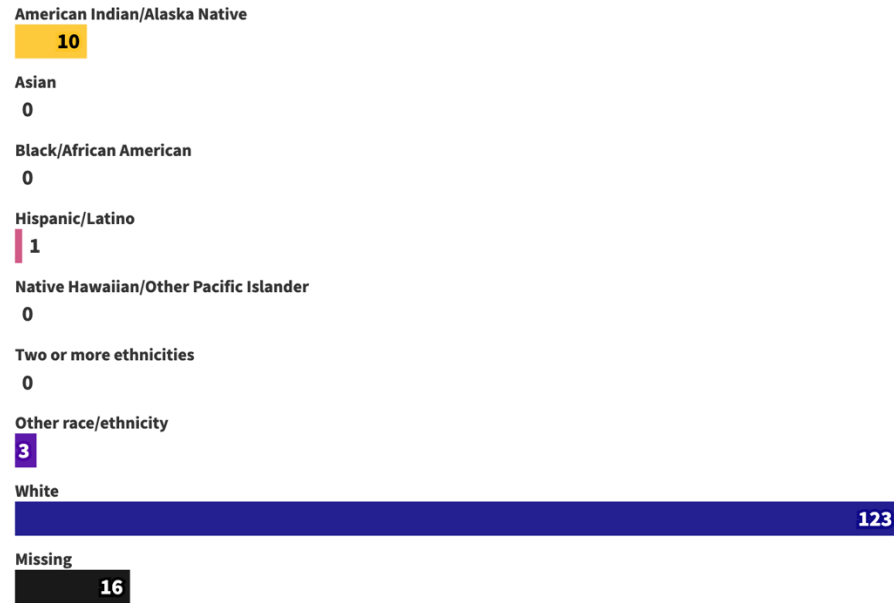 American Indian/Alaska Native
10
Asian
0
Black/African American
0
Hispanic/Latino
1
Native Hawaiian/Other Pacific Islander
0
Two or more ethnicities
0
Other race/ethnicity
3
White
123
Missing
16